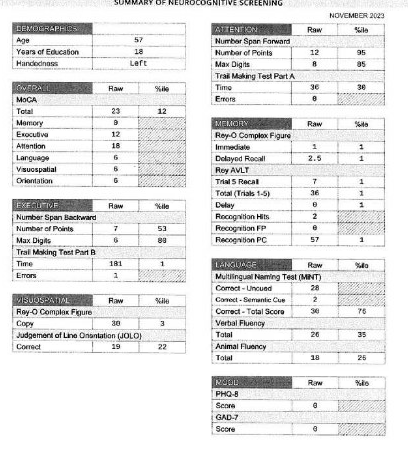 SUMMARY OF NEUROCOGNITIVE SCREENING
NOVEMBER 2023
DEMOGRAPHICS
Age 57
Years of Education 18
Handedness Left
OVERALL Raw %ile
MoCA
Total 23 12
Memory 0
Executive 12
Attention 18
Language 6
Visuospatial 6
Orientation 6
EXECUTIVE Raw %ile
Number Span Backward
Number of Points 7 53
Max Digits 6 80
Trail Making Test Part B
Time 181 1
Errors 1
VISUOSPATIAL Raw %ile
Rey-O Complex Figure
Copy 30 3
Judgement of Line Orientation (JOLO)
Correct 19 22
ATTENTION Raw %ile
Number Span Forward
Number of Points 12 95
Max Digits 8 85
Trail Making Test Part A
Time 36 30
Errors 0
MEMORY Raw %ile
Rey-O Complex Figure
Immediate 1 1
Delayed Recall 2.5 1
Rey AVLT
Trial 5 Recall 7 1
Total (Trials 1-5) 36 1
Delay 0 1
Recognition Hits 2
Recognition FP 0
Recognition PC 57 1
LANGUAGE Raw %ile
Multilingual Naming Test (MINT)
Correct - Uncued 28
Correct - Semantic Cue 2
Correct - Total Score 30 76
Verbal Fluency
Total 26 35
Animal Fluency
Total 18 26
MOOD Raw %ile
PHQ-8
Score 0
GAD-7
Score 0